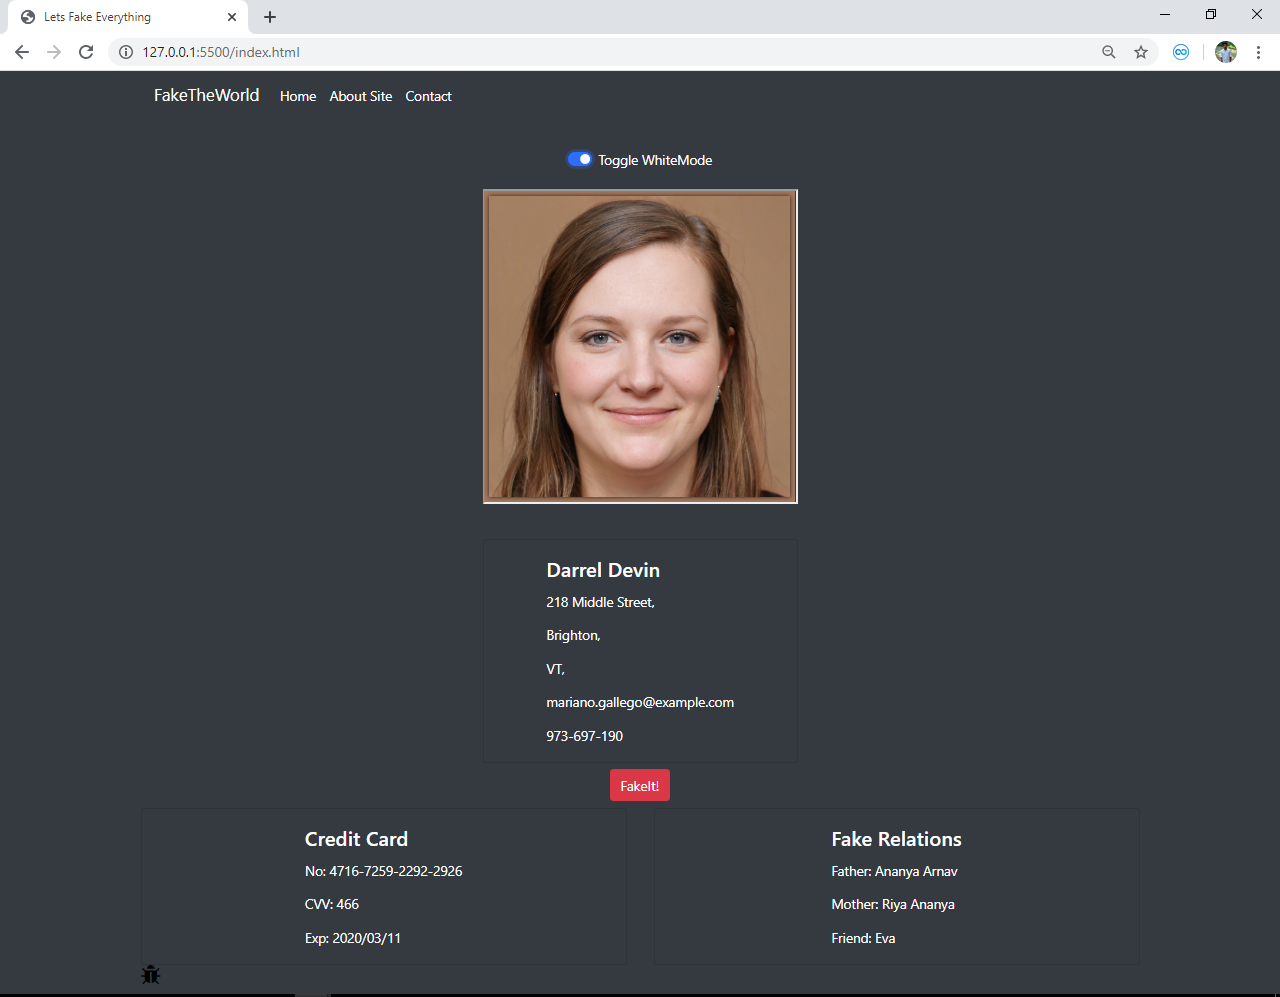 Lets Fake Everything
127.0.0.1:5500/index.html
FakeTheWorld Home About Site Contact
Toggle WhiteMode
Darrel Devin
218 Middle Street,
Brighton,
VT,
mariano.gallego@example.com
973-697-190
FakeIt!
Credit Card
No: 4716-7259-2292-2926
CVV: 466
Exp: 2020/03/11
Fake Relations
Father: Ananya Arnav
Mother: Riya Ananya
Friend: Eva